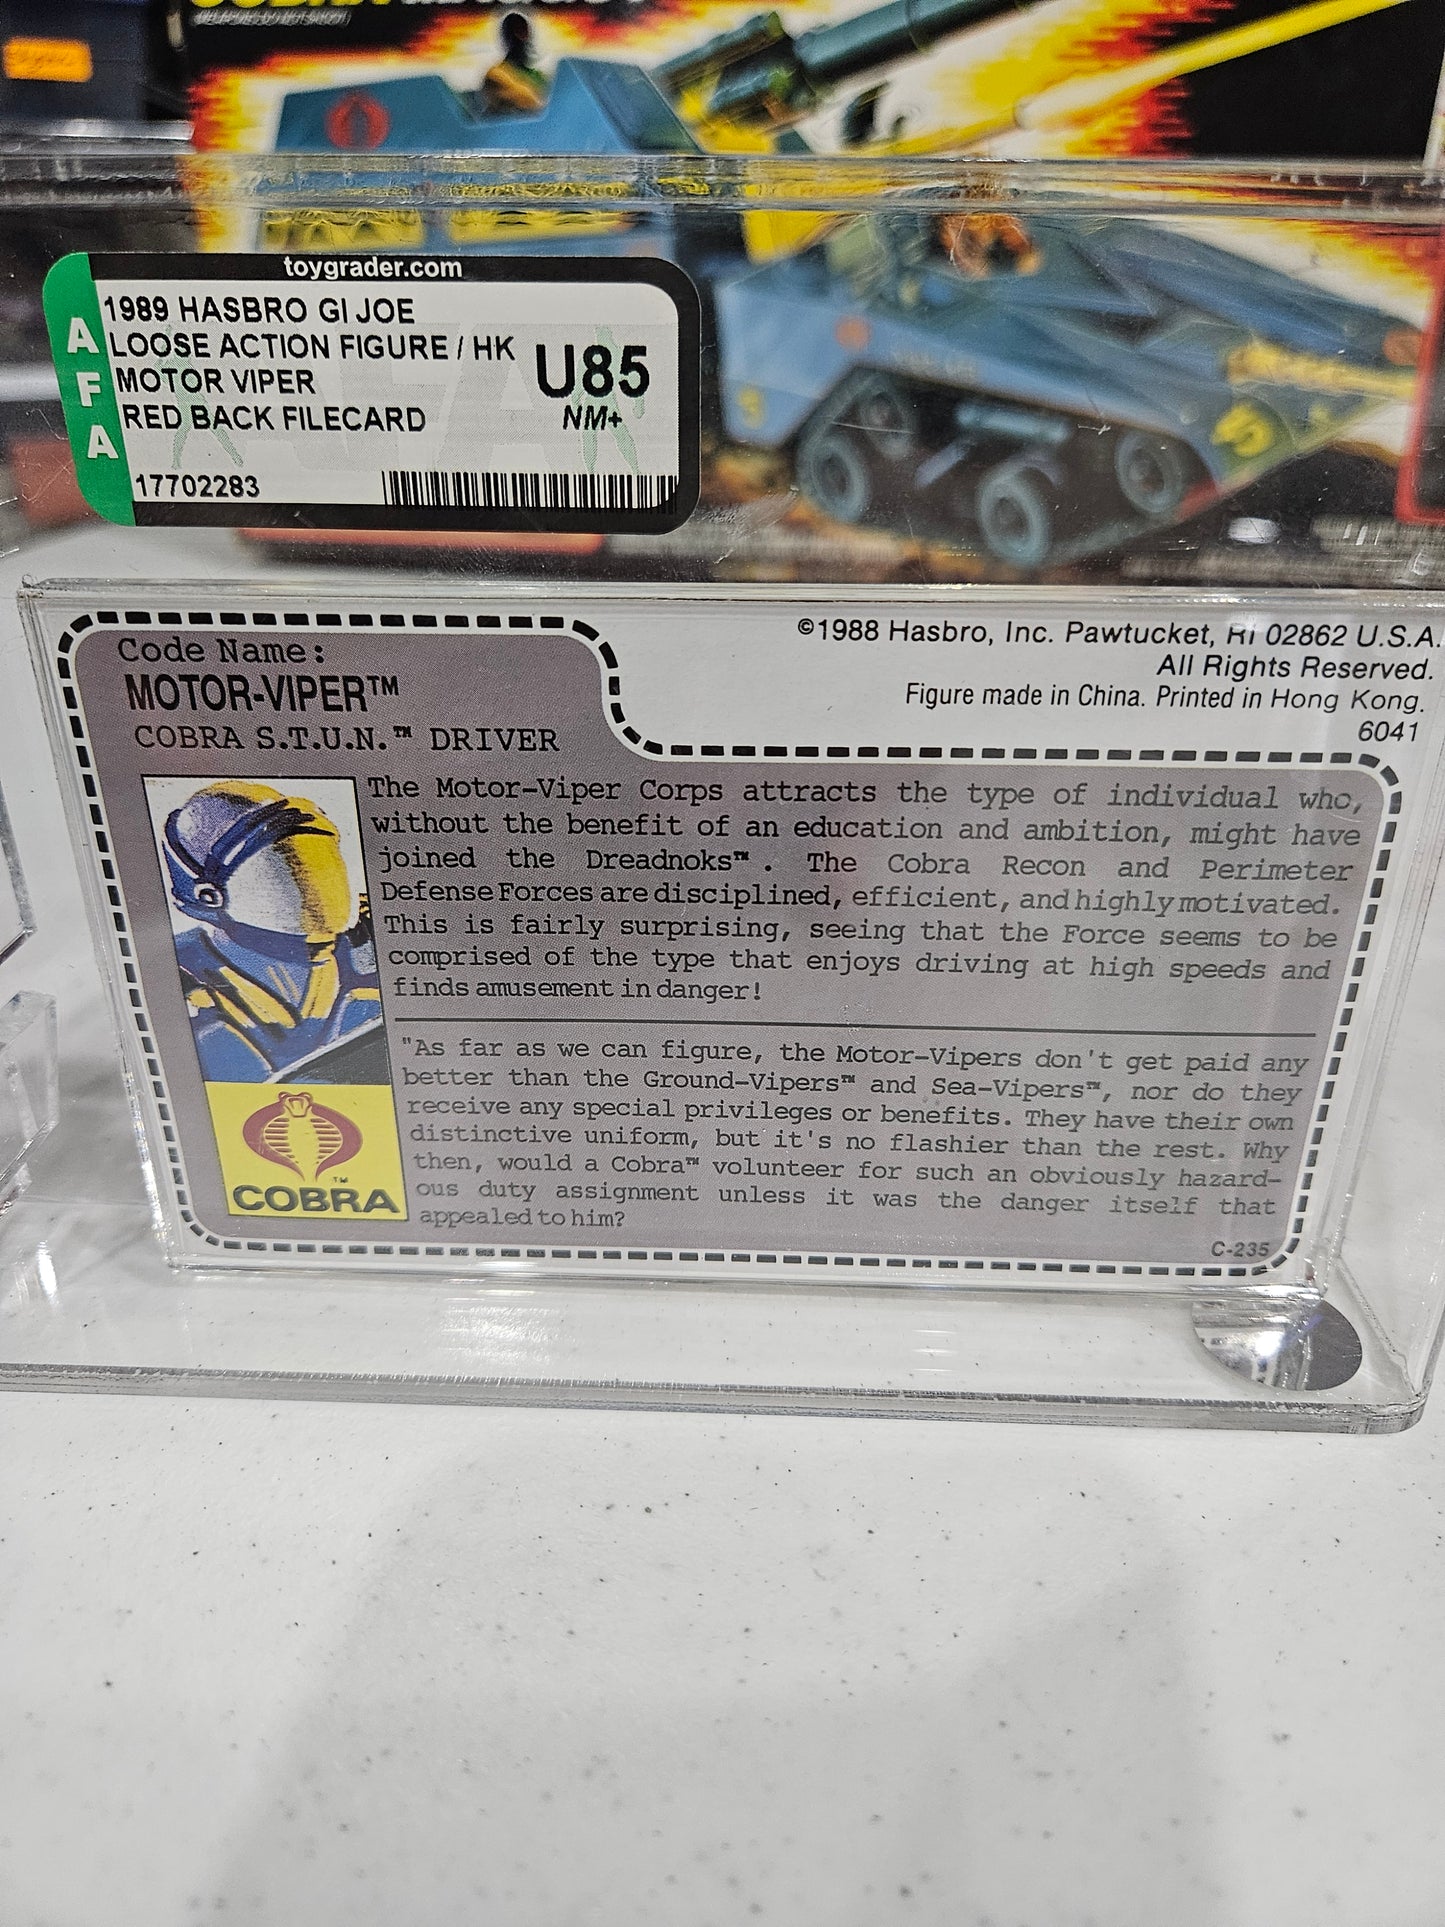 toygrader.com
AFA
1989 HASBRO GI JOE
LOOSE ACTION FIGURE / HK
MOTOR VIPER
RED BACK FILECARD
U85
NM+
17702283
©1988 Hasbro, Inc. Pawtucket, RI 02862 U.S.A.
All Rights Reserved.
Figure made in China. Printed in Hong Kong.
6041
Code Name:
MOTOR-VIPER™
COBRA S.T.U.N.™ DRIVER
The Motor-Viper Corps attracts the type of individual who,
without the benefit of an education and ambition, might have
joined the Dreadnoks™. The Cobra Recon and Perimeter
Defense Forces are disciplined, efficient, and highly motivated.
This is fairly surprising, seeing that the Force seems to be
comprised of the type that enjoys driving at high speeds and
finds amusement in danger!
"As far as we can figure, the Motor-Vipers don't get paid any
better than the Ground-Vipers™ and Sea-Vipers™, nor do they
receive any special privileges or benefits. They have their own
distinctive uniform, but it's no flashier than the rest. Why
then, would a Cobra™ volunteer for such an obviously hazard-
ous duty assignment unless it was the danger itself that
appealed to him?
™
COBRA
C-235